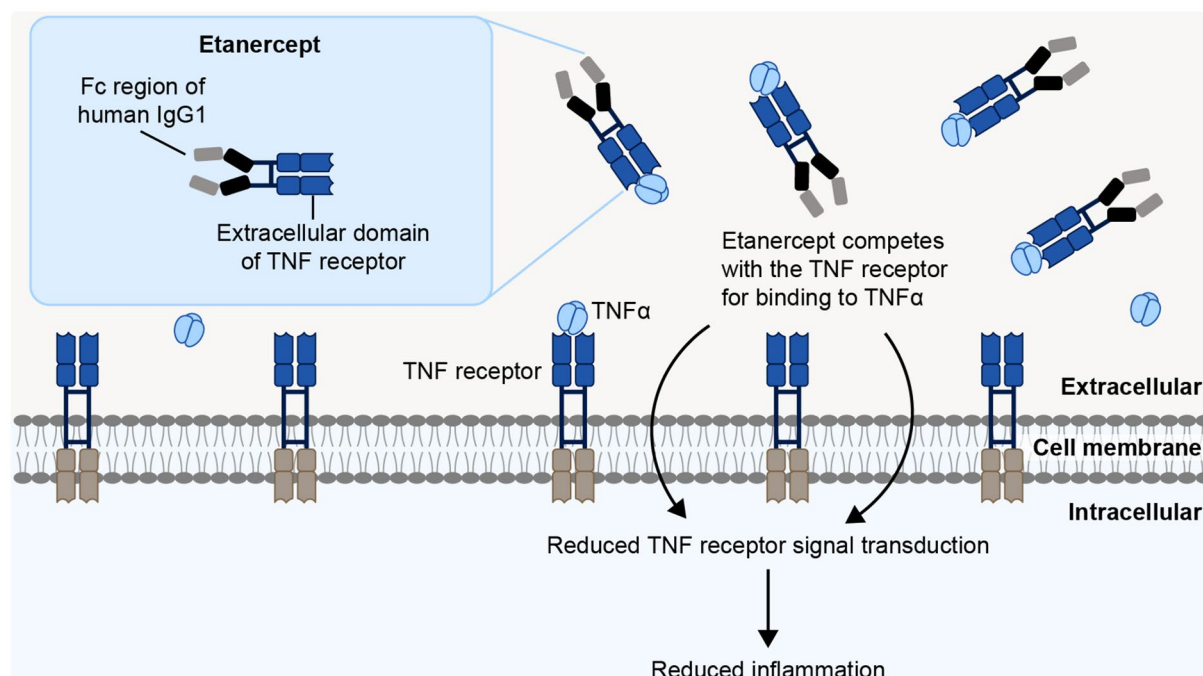 Etanercept
Fc region of
human IgG1
Extracellular domain
of TNF receptor
Etanercept competes
with the TNF receptor
for binding to TNFα
TNFα
TNF receptor
Extracellular
Cell membrane
Intracellular
Reduced TNF receptor signal transduction
Reduced inflammation